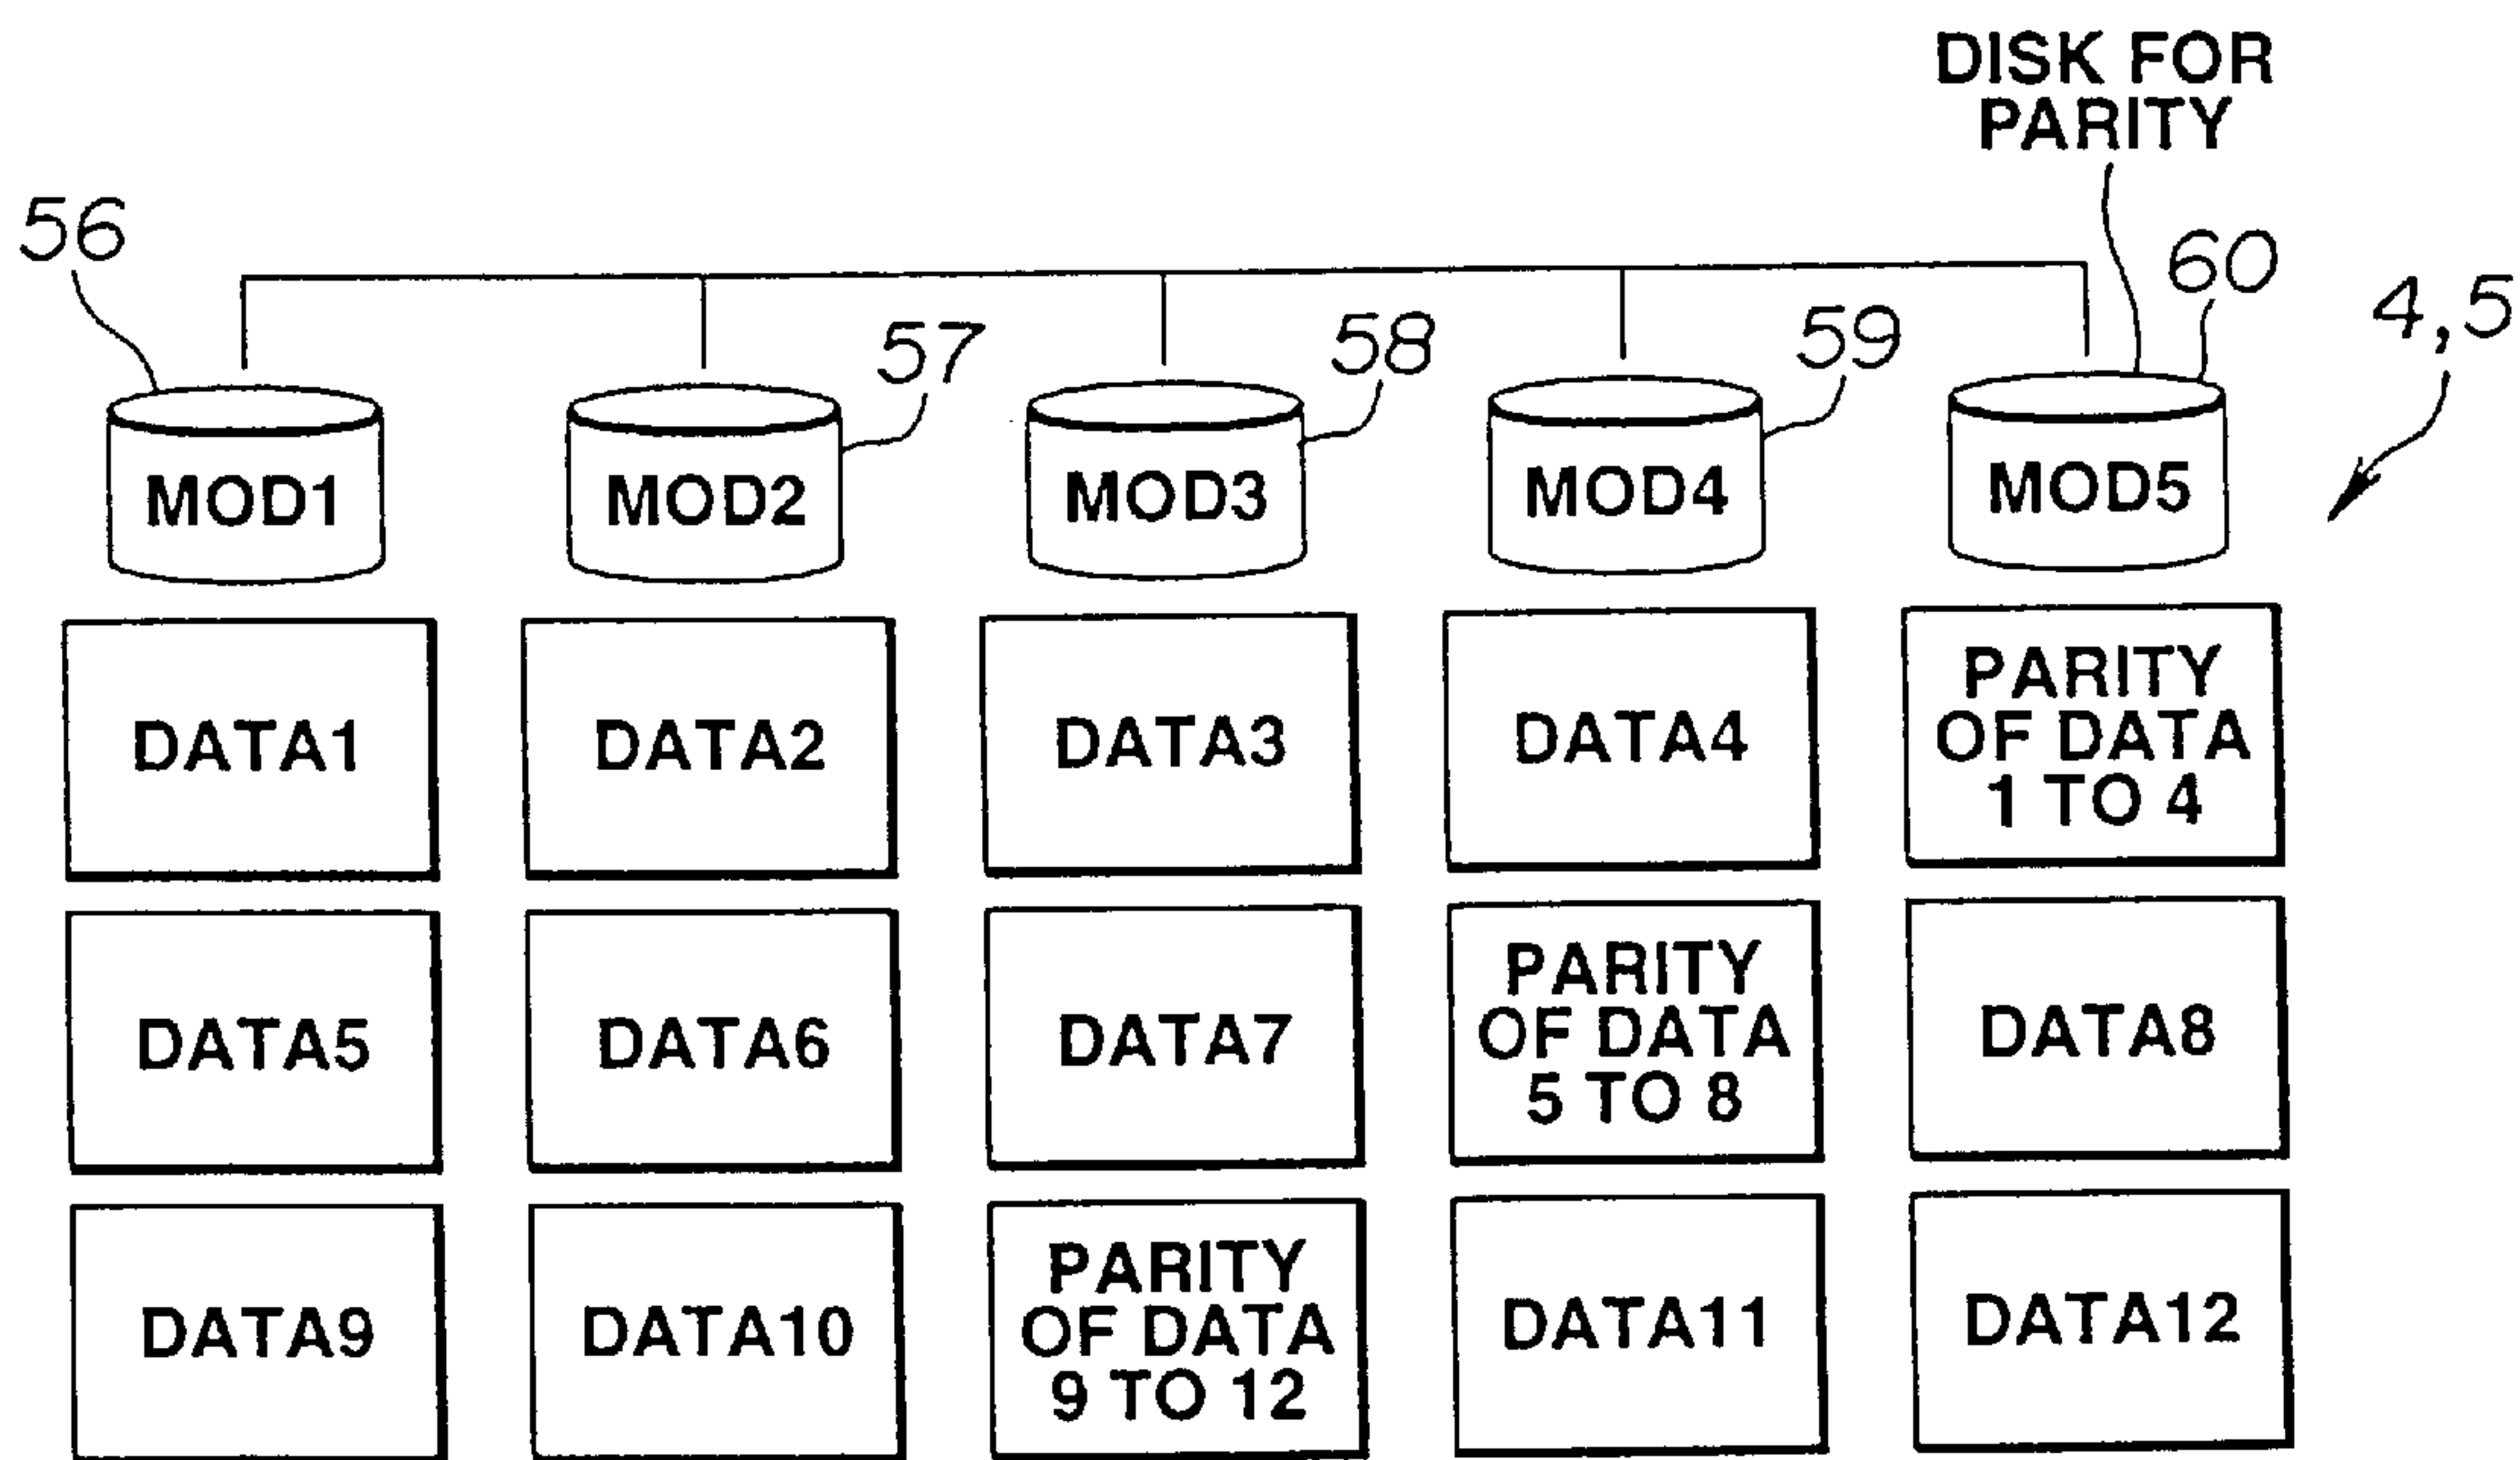 DISK FOR
PARITY
56
57
58
59
60
4,5
MOD1
MOD2
MOD3
MOD4
MOD5
DATA1
DATA2
DATA3
DATA4
PARITY
OF DATA
1 TO 4
DATA5
DATA6
DATA7
PARITY
OF DATA
5 TO 8
DATA8
DATA9
DATA10
PARITY
OF DATA
9 TO 12
DATA11
DATA12